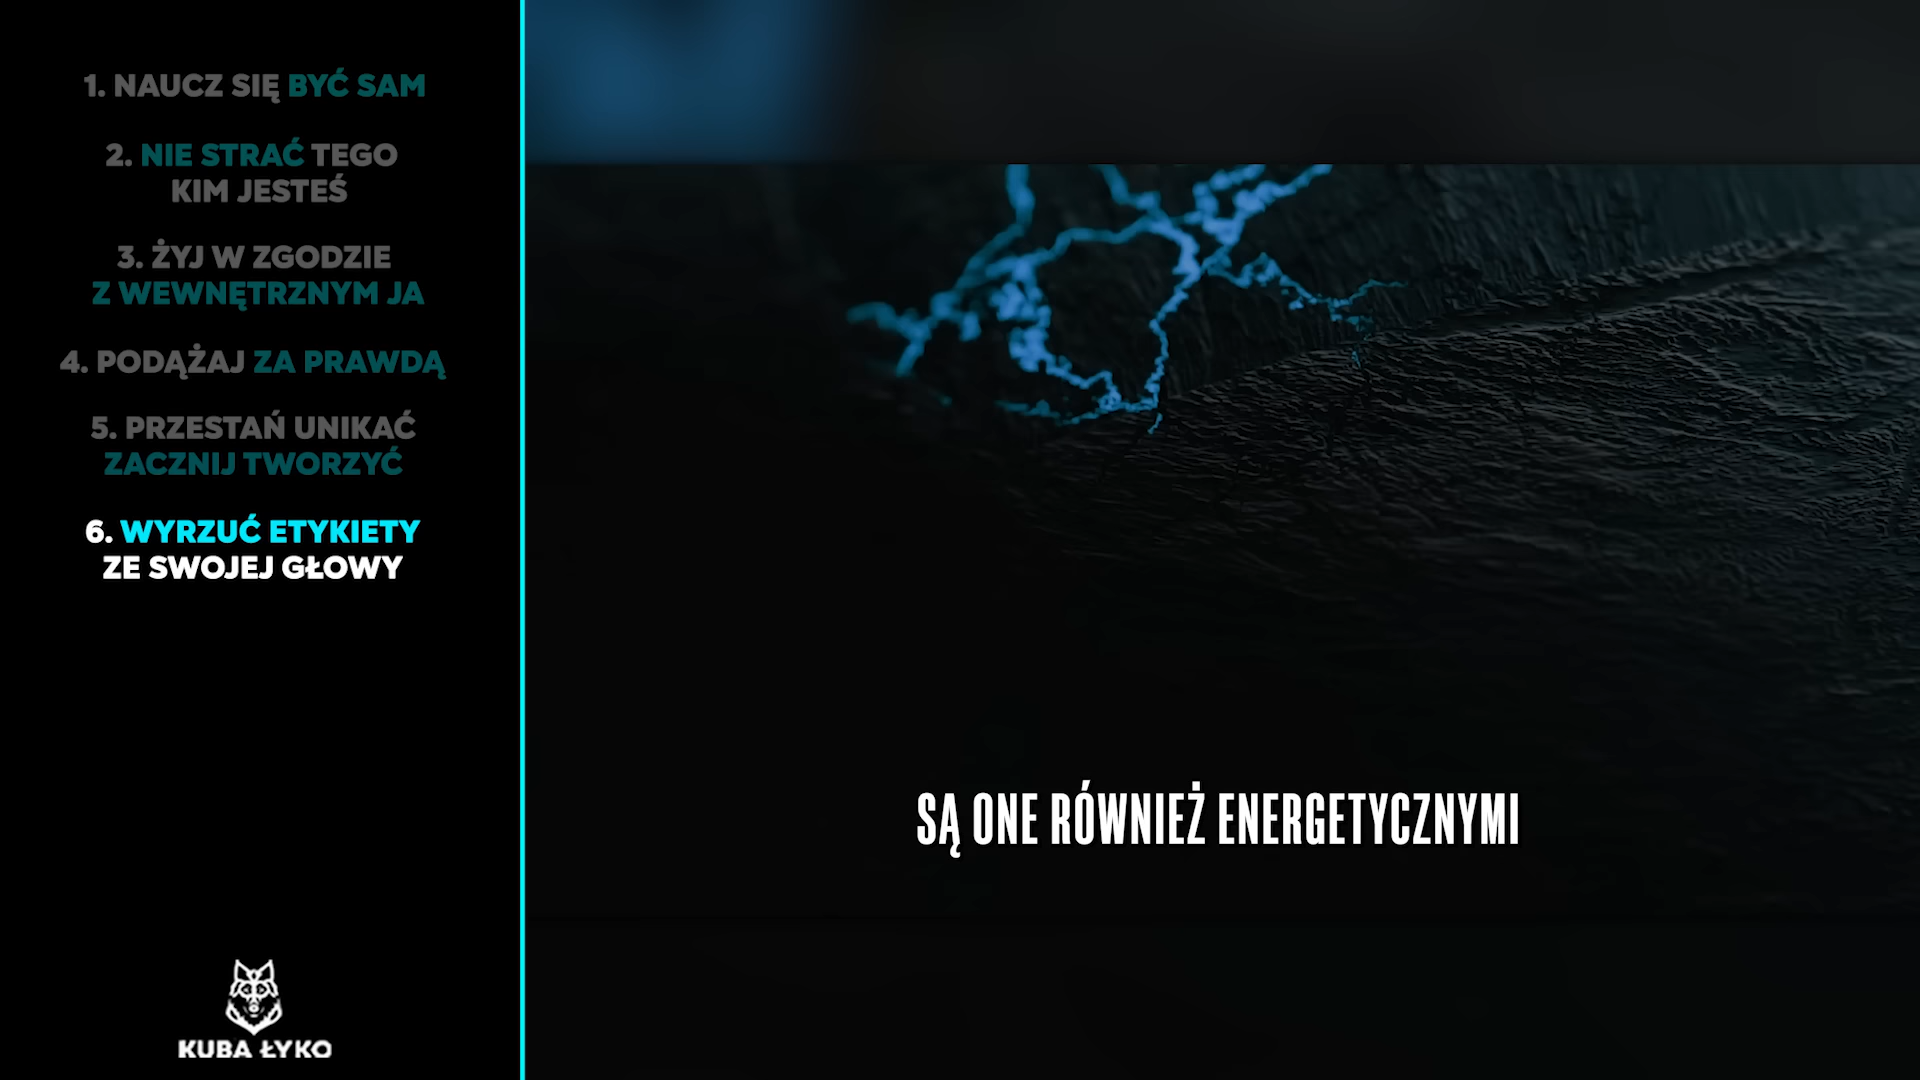 1. NAUCZ SIĘ BYĆ SAM
2. NIE STRAĆ TEGO
KIM JESTEŚ
3. ŻYJ W ZGODZIE
Z WEWNĘTRZNYM JA
4. PODĄŻAJ ZA PRAWDĄ
5. PRZESTAŃ UNIKAĆ
ZACZNIJ TWORZYĆ
6. WYRZUĆ ETYKIETY
ZE SWOJEJ GŁOWY
SĄ ONE RÓWNIEŻ ENERGETYCZNYMI
KUBA ŁYKO